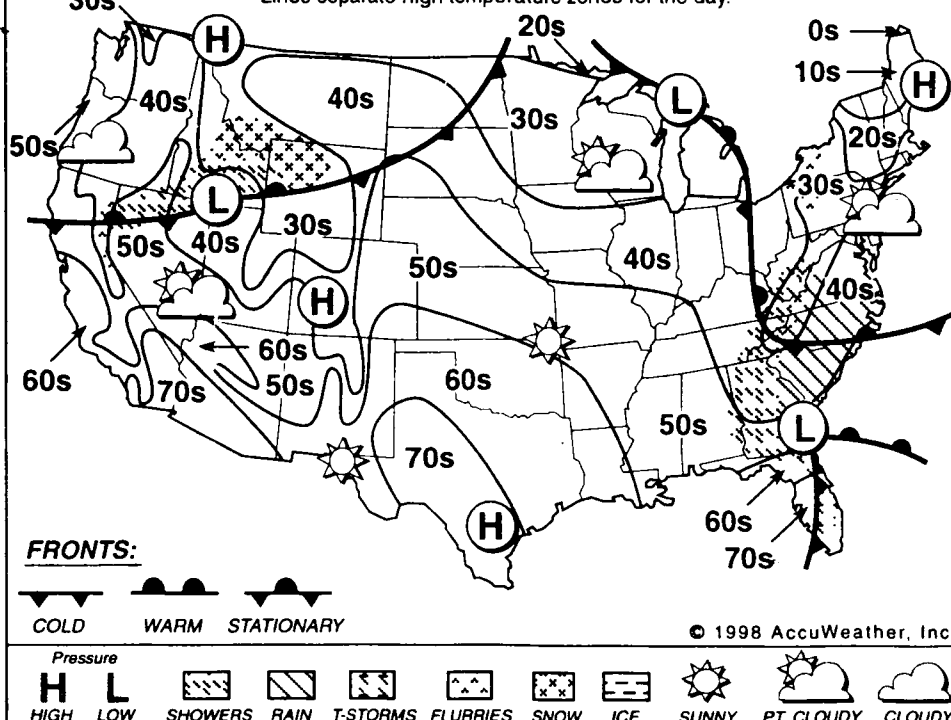 Lines separate high temperature zones for the day.
30s
H
20s
0s
10s
H
40s
40s
L
30s
50s
20s
30s
L
50s
40s
30s
50s
40s
40s
H
60s
60s
70s
50s
60s
50s
L
70s
H
60s
70s
FRONTS:
COLD WARM STATIONARY
© 1998 AccuWeather, Inc
Pressure
H L
HIGH LOW SHOWERS RAIN T-STORMS FLURRIES SNOW ICE SUNNY PT. CLOUDY CLOUDY